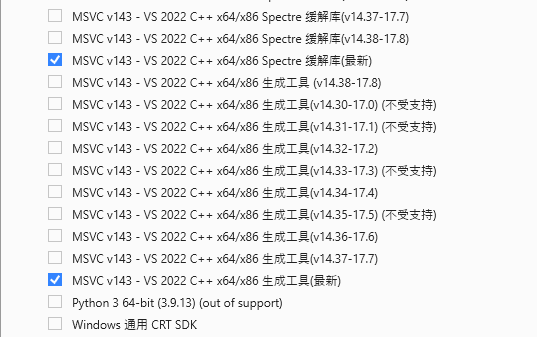 MSVC v143 - VS 2022 C++ x64/x86 Spectre 缓解库(v14.37-17.7)
MSVC v143 - VS 2022 C++ x64/x86 Spectre 缓解库(v14.38-17.8)
MSVC v143 - VS 2022 C++ x64/x86 Spectre 缓解库(最新)
MSVC v143 - VS 2022 C++ x64/x86 生成工具 (v14.38-17.8)
MSVC v143 - VS 2022 C++ x64/x86 生成工具(v14.30-17.0) (不受支持)
MSVC v143 - VS 2022 C++ x64/x86 生成工具(v14.31-17.1) (不受支持)
MSVC v143 - VS 2022 C++ x64/x86 生成工具(v14.32-17.2)
MSVC v143 - VS 2022 C++ x64/x86 生成工具(v14.33-17.3) (不受支持)
MSVC v143 - VS 2022 C++ x64/x86 生成工具(v14.34-17.4)
MSVC v143 - VS 2022 C++ x64/x86 生成工具(v14.35-17.5) (不受支持)
MSVC v143 - VS 2022 C++ x64/x86 生成工具(v14.36-17.6)
MSVC v143 - VS 2022 C++ x64/x86 生成工具(v14.37-17.7)
MSVC v143 - VS 2022 C++ x64/x86 生成工具(最新)
Python 3 64-bit (3.9.13) (out of support)
Windows 通用 CRT SDK